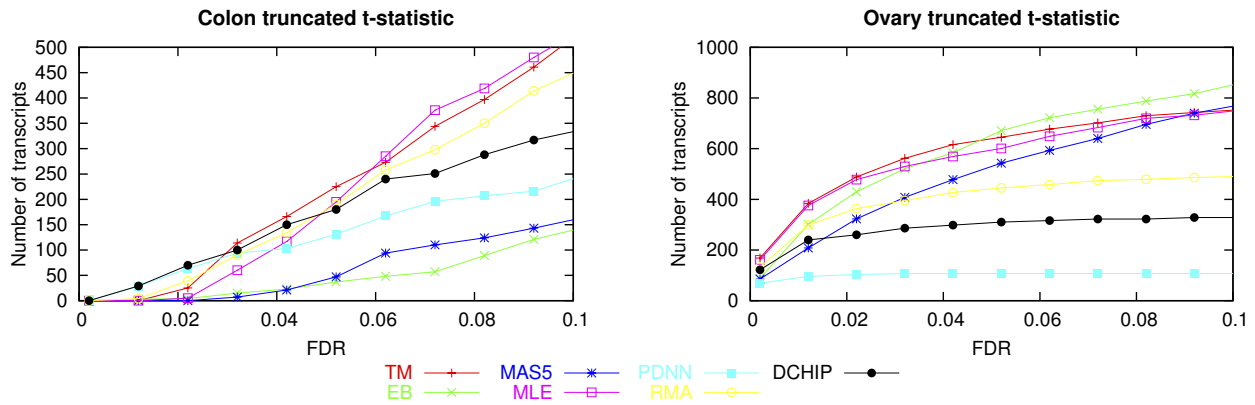 Colon truncated t-statistic
Number of transcripts
500
450
400
350
300
250
200
150
100
50
0
0 0.02 0.04 0.06 0.08 0.1
FDR
Ovary truncated t-statistic
Number of transcripts
1000
800
600
400
200
0
0 0.02 0.04 0.06 0.08 0.1
FDR
TM MAS5 PDNN DCHIP
EB MLE RMA